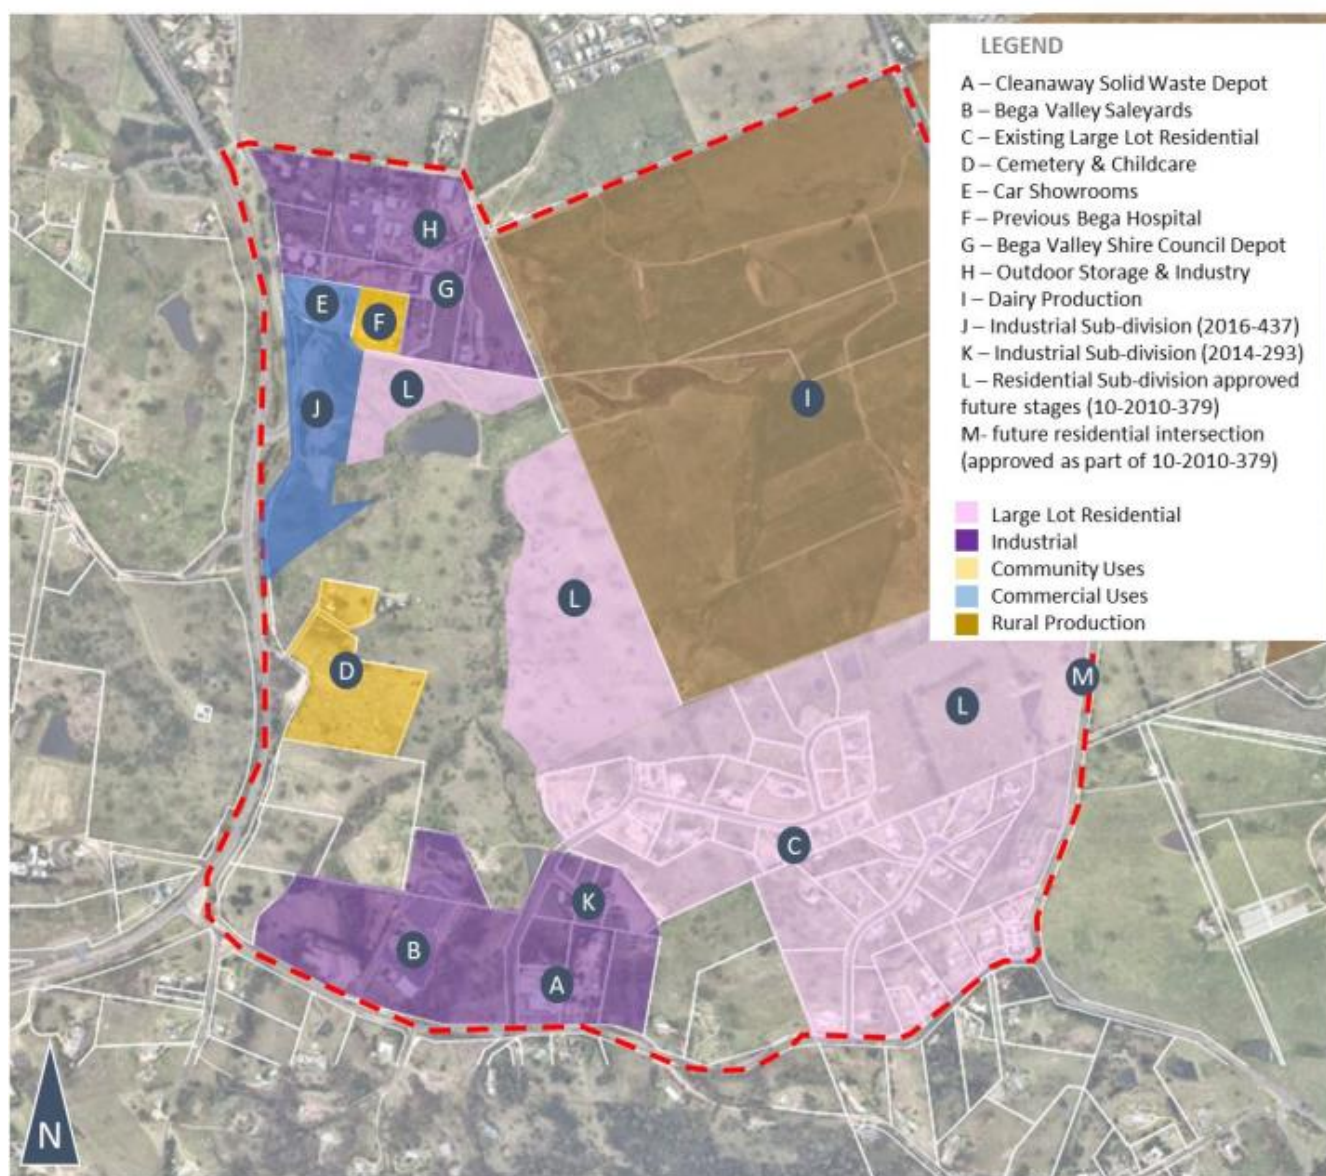 LEGEND
A – Cleanaway Solid Waste Depot
B – Bega Valley Saleyards
C – Existing Large Lot Residential
D – Cemetery & Childcare
E – Car Showrooms
F – Previous Bega Hospital
G – Bega Valley Shire Council Depot
H – Outdoor Storage & Industry
I – Dairy Production
J – Industrial Sub-division (2016-437)
K – Industrial Sub-division (2014-293)
L – Residential Sub-division approved
future stages (10-2010-379)
M- future residential intersection
(approved as part of 10-2010-379)
Large Lot Residential
Industrial
Community Uses
Commercial Uses
Rural Production
H
G
E
F
L
J
I
L
D
M
L
C
K
B
A
N